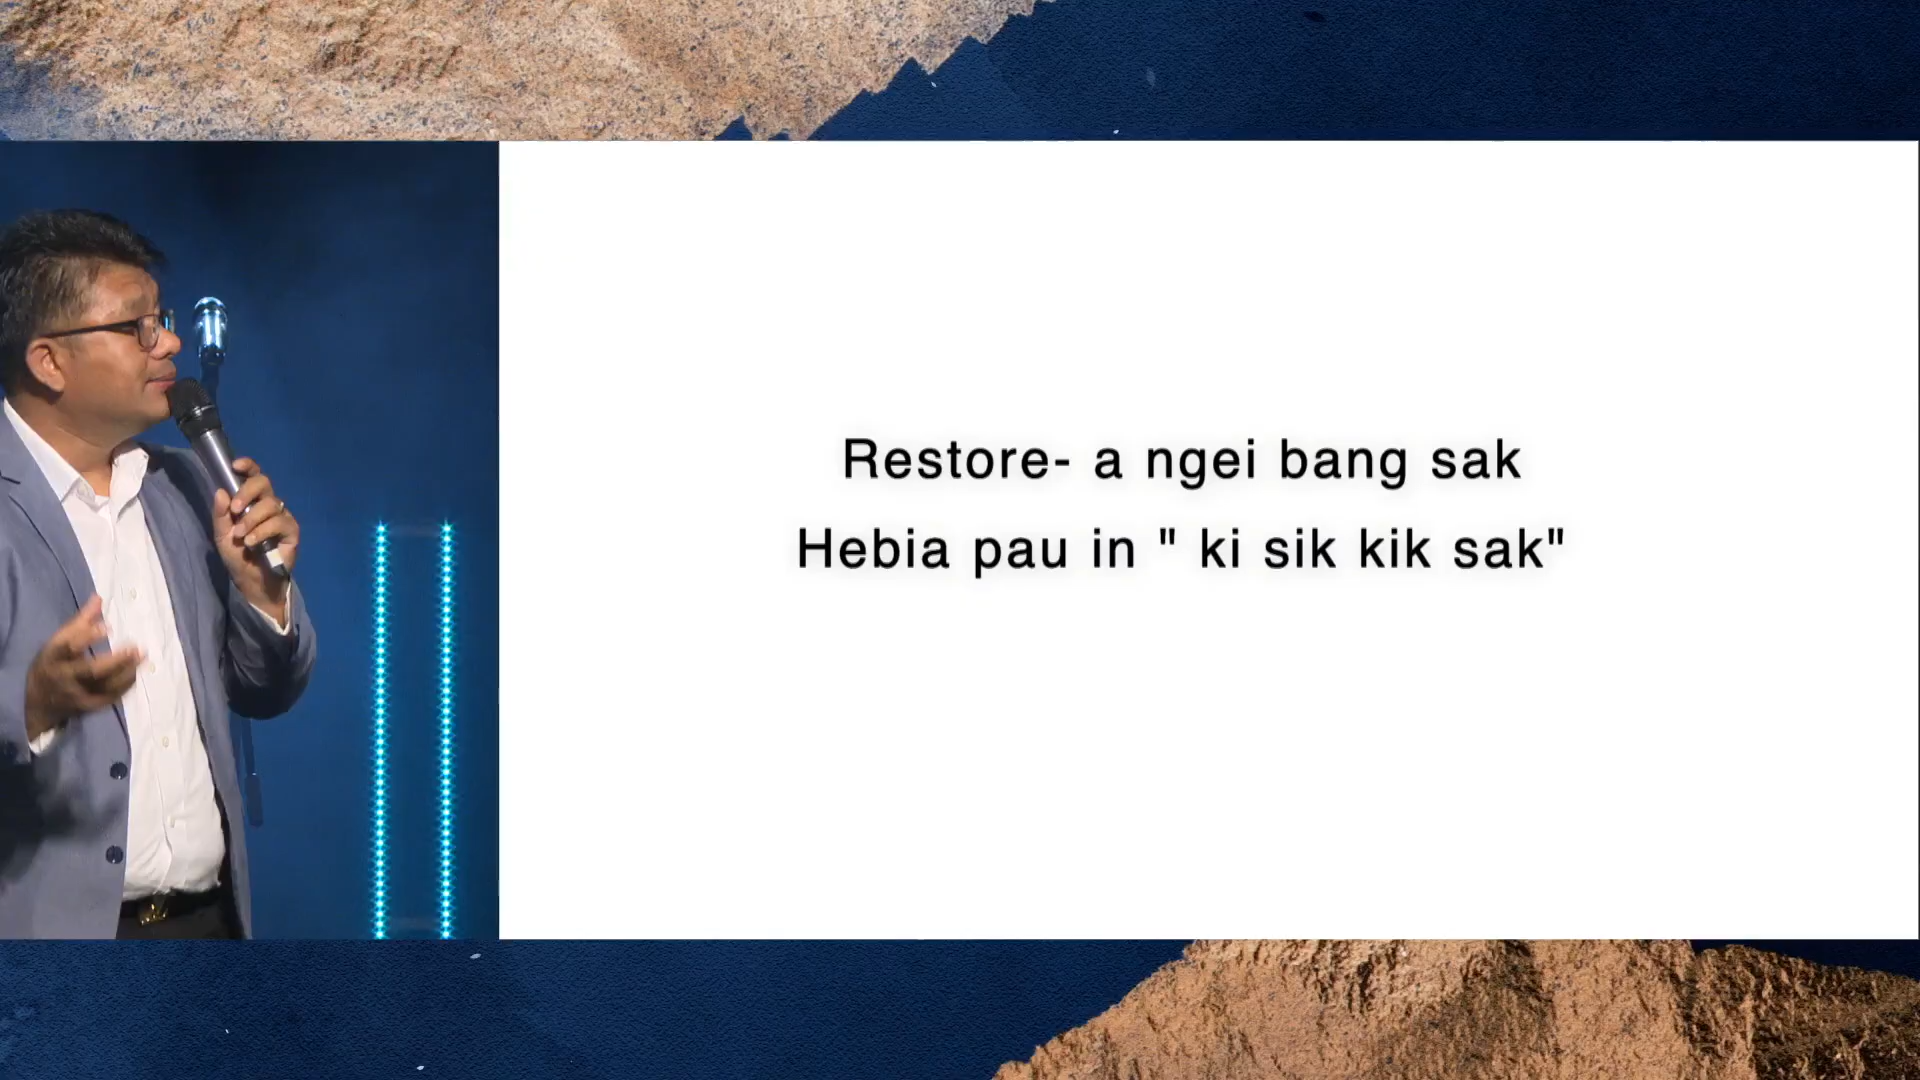 Restore- a ngei bang sak
Hebia pau in " ki sik kik sak"